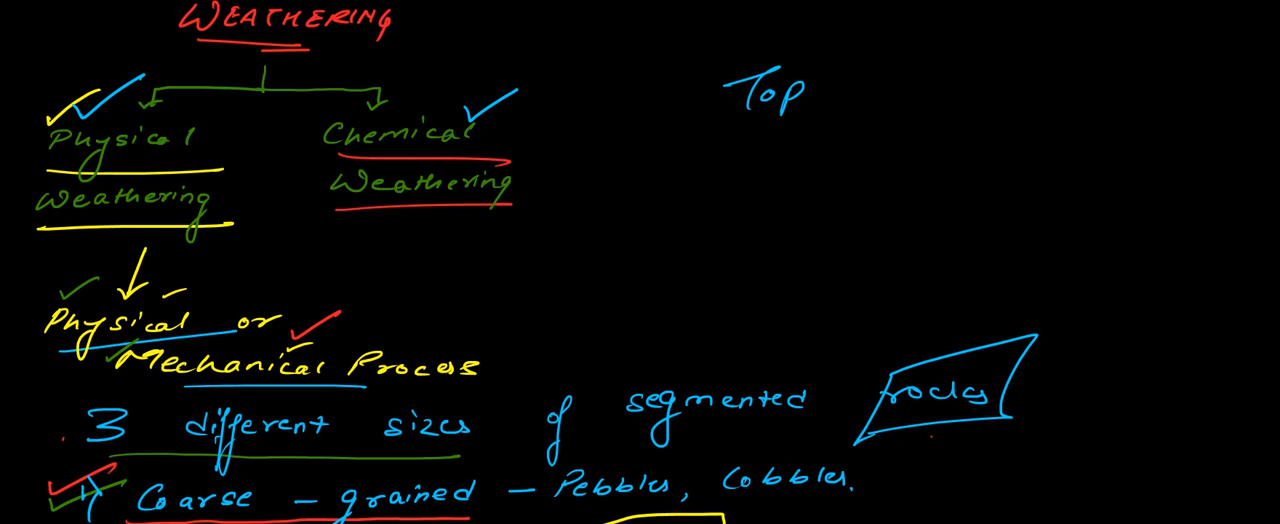 WEATHERING
Top
Physical Chemical
Weathering Weathering
Physical or
Mechanical Process
3 different sizes of segmented rocks
1) Coarse - grained - Pebbles, Cobbles.